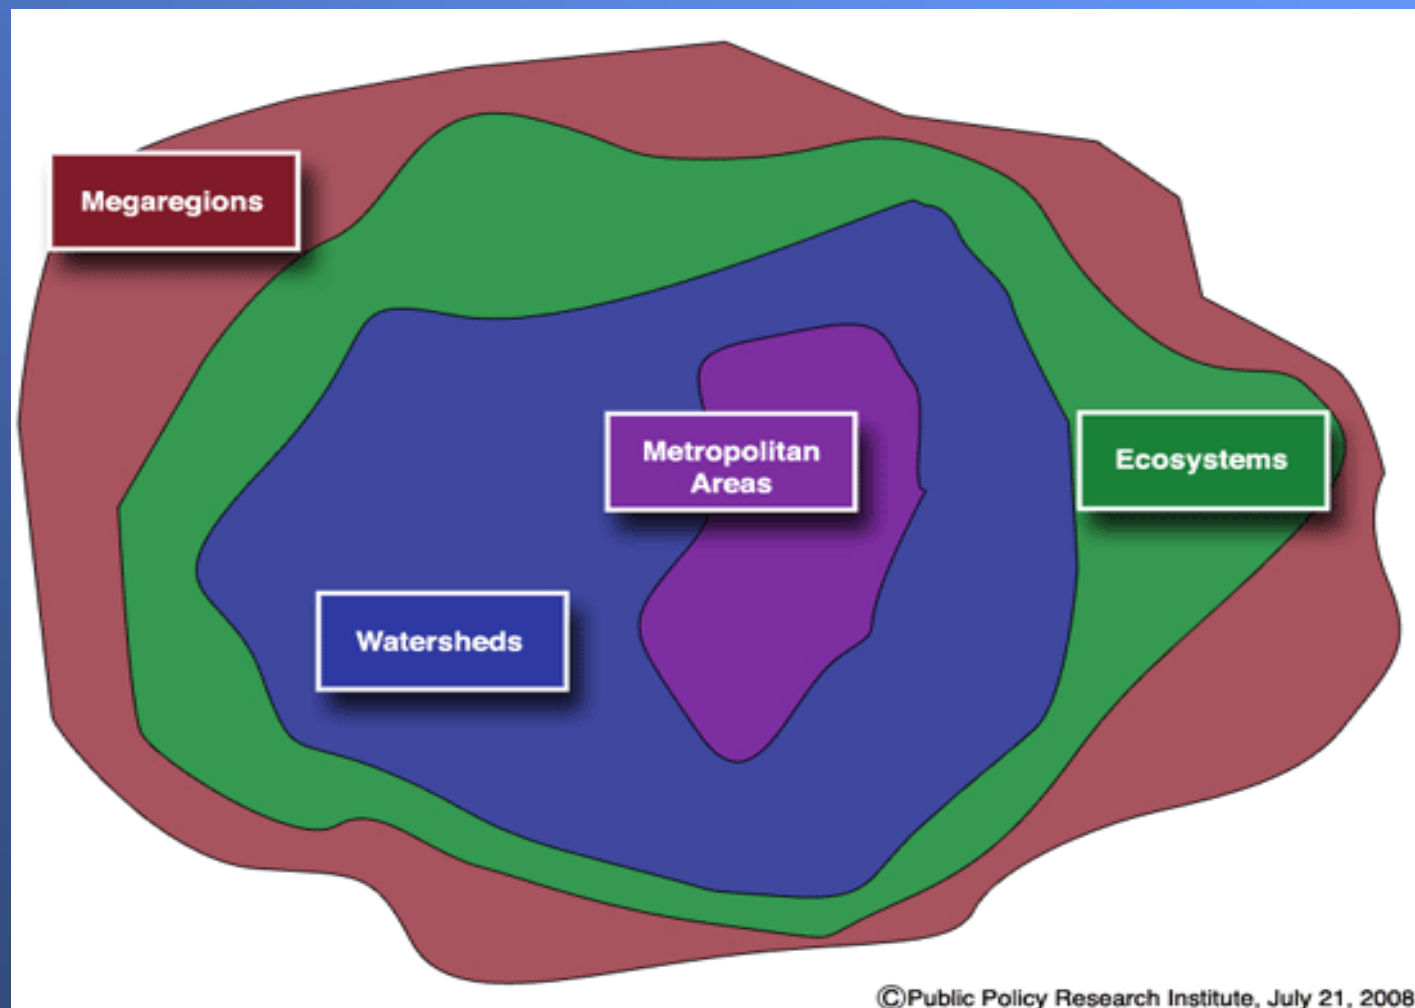 Megaregions
Metropolitan
Areas
Ecosystems
Watersheds
©Public Policy Research Institute, July 21, 2008